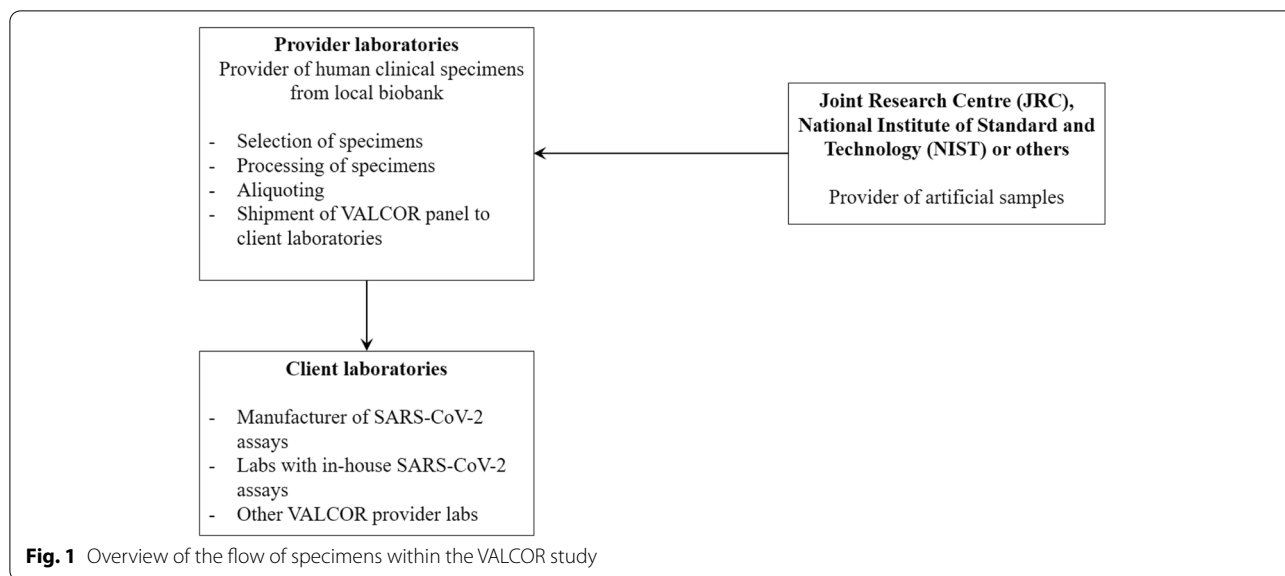 Provider laboratories
Provider of human clinical specimens
from local biobank
- Selection of specimens
- Processing of specimens
- Aliquoting
- Shipment of VALCOR panel to
client laboratories
Joint Research Centre (JRC),
National Institute of Standard and
Technology (NIST) or others
Provider of artificial samples
Client laboratories
- Manufacturer of SARS-CoV-2
assays
- Labs with in-house SARS-CoV-2
assays
- Other VALCOR provider labs
Fig. 1 Overview of the flow of specimens within the VALCOR study